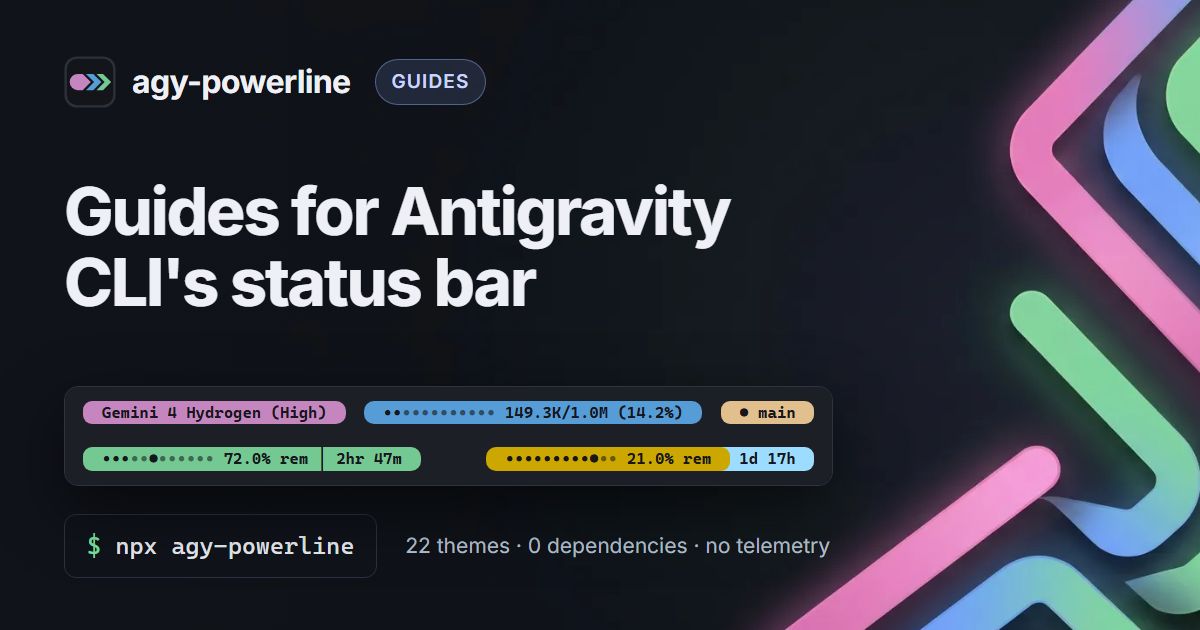 agy-powerline GUIDES
Guides for Antigravity
CLI's status bar
Gemini 4 Hydrogen (High) 149.3K/1.0M (14.2%) ● main
72.0% rem 2hr 47m 21.0% rem 1d 17h
$ npx agy-powerline 22 themes · 0 dependencies · no telemetry